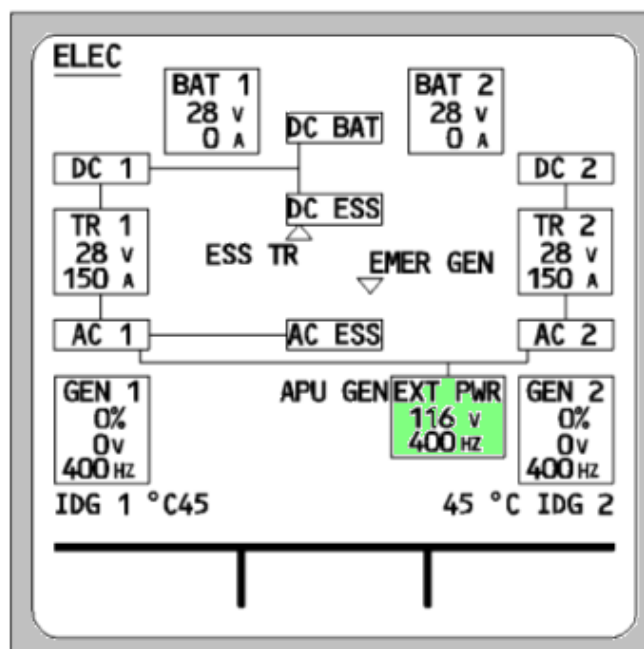 ELEC
BAT 1
28 V
0 A
BAT 2
28 V
0 A
DC BAT
DC 1
DC 2
DC ESS
TR 1
28 V
150 A
ESS TR
EMER GEN
TR 2
28 V
150 A
AC 1
AC ESS
AC 2
GEN 1
0%
0V
400 HZ
APU GEN
EXT PWR
116 V
400 HZ
GEN 2
0%
0V
400 HZ
IDG 1 °C45
45 °C IDG 2